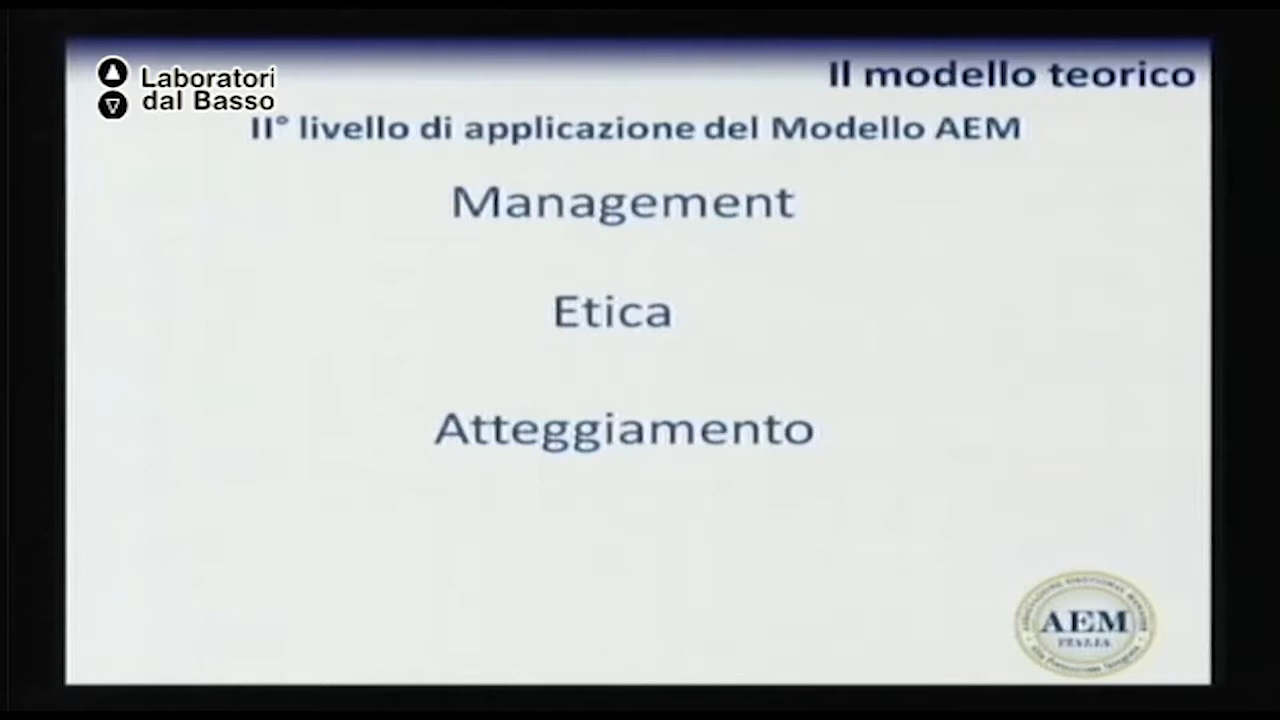 Laboratori
dal Basso
Il modello teorico
II° livello di applicazione del Modello AEM
Management
Etica
Atteggiamento
AEM
ITALIA